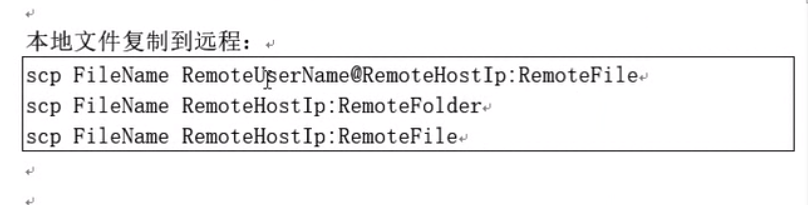 本地文件复制到远程：
scp FileName RemoteUserName@RemoteHostIp:RemoteFile
scp FileName RemoteHostIp:RemoteFolder
scp FileName RemoteHostIp:RemoteFile